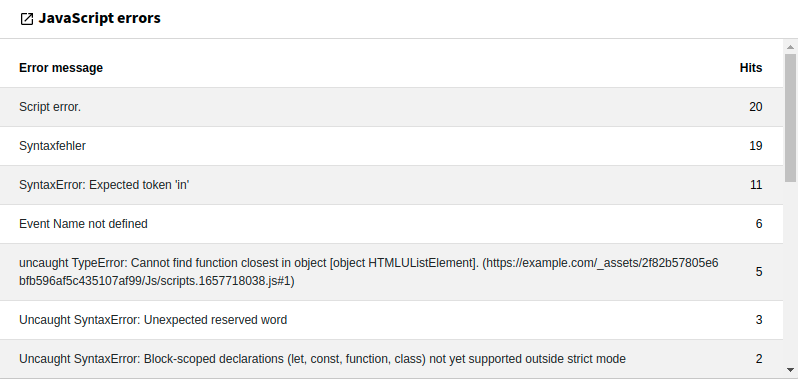 JavaScript errors
Error message Hits
Script error. 20
Syntaxfehler 19
SyntaxError: Expected token 'in' 11
Event Name not defined 6
uncaught TypeError: Cannot find function closest in object [object HTMLUListElement]. (https://example.com/_assets/2f82b57805e6
bfb596af5c435107af99/Js/scripts.1657718038.js#1) 5
Uncaught SyntaxError: Unexpected reserved word 3
Uncaught SyntaxError: Block-scoped declarations (let, const, function, class) not yet supported outside strict mode 2